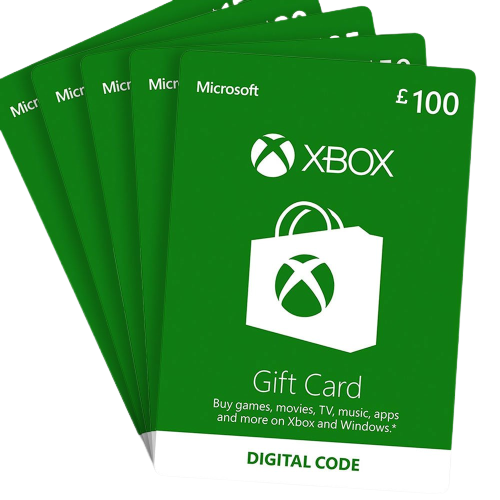 Microsoft
£100
XBOX
Gift Card
Buy games, movies, TV, music, apps
and more on Xbox and Windows.*
DIGITAL CODE